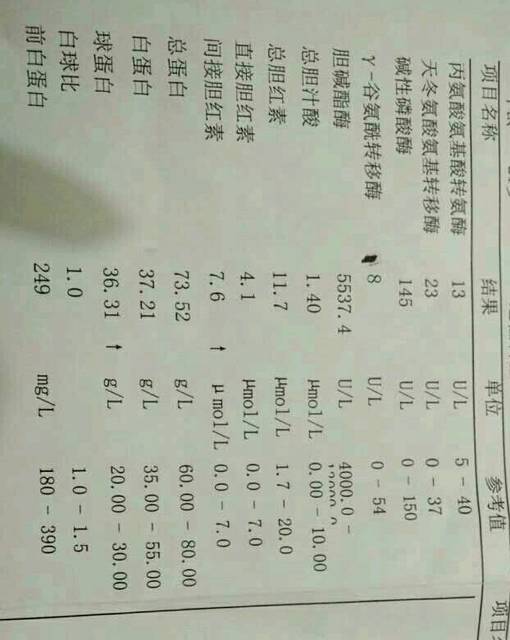 项目名称 结果 单位 参考值 项目名
丙氨酸氨基酸转氨酶 13 U/L 5 - 40
天冬氨酸氨基转移酶 23 U/L 0 - 37
碱性磷酸酶 145 U/L 0 - 150
γ-谷氨酰转移酶 8 U/L 0 - 54
胆碱酯酶 5537.4 U/L 4000.0 -
12000.0
总胆汁酸 1.40 μmol/L 0.00 - 10.00
总胆红素 11.7 μmol/L 1.7 - 20.0
直接胆红素 4.1 μmol/L 0.0 - 7.0
间接胆红素 7.6 ↑ μmol/L 0.0 - 7.0
总蛋白 73.52 g/L 60.00 - 80.00
白蛋白 37.21 g/L 35.00 - 55.00
球蛋白 36.31 ↑ g/L 20.00 - 30.00
白球比 1.0 1.0 - 1.5
前白蛋白 249 mg/L 180 - 390